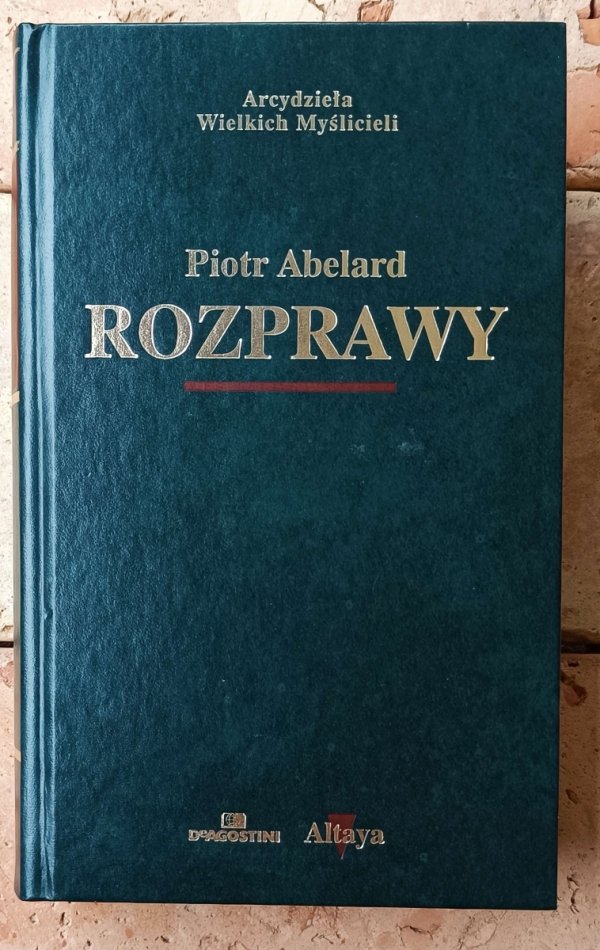 Arcydzieła
Wielkich Myślicieli
Piotr Abelard
ROZPRAWY
DeAGOSTINI Altaya